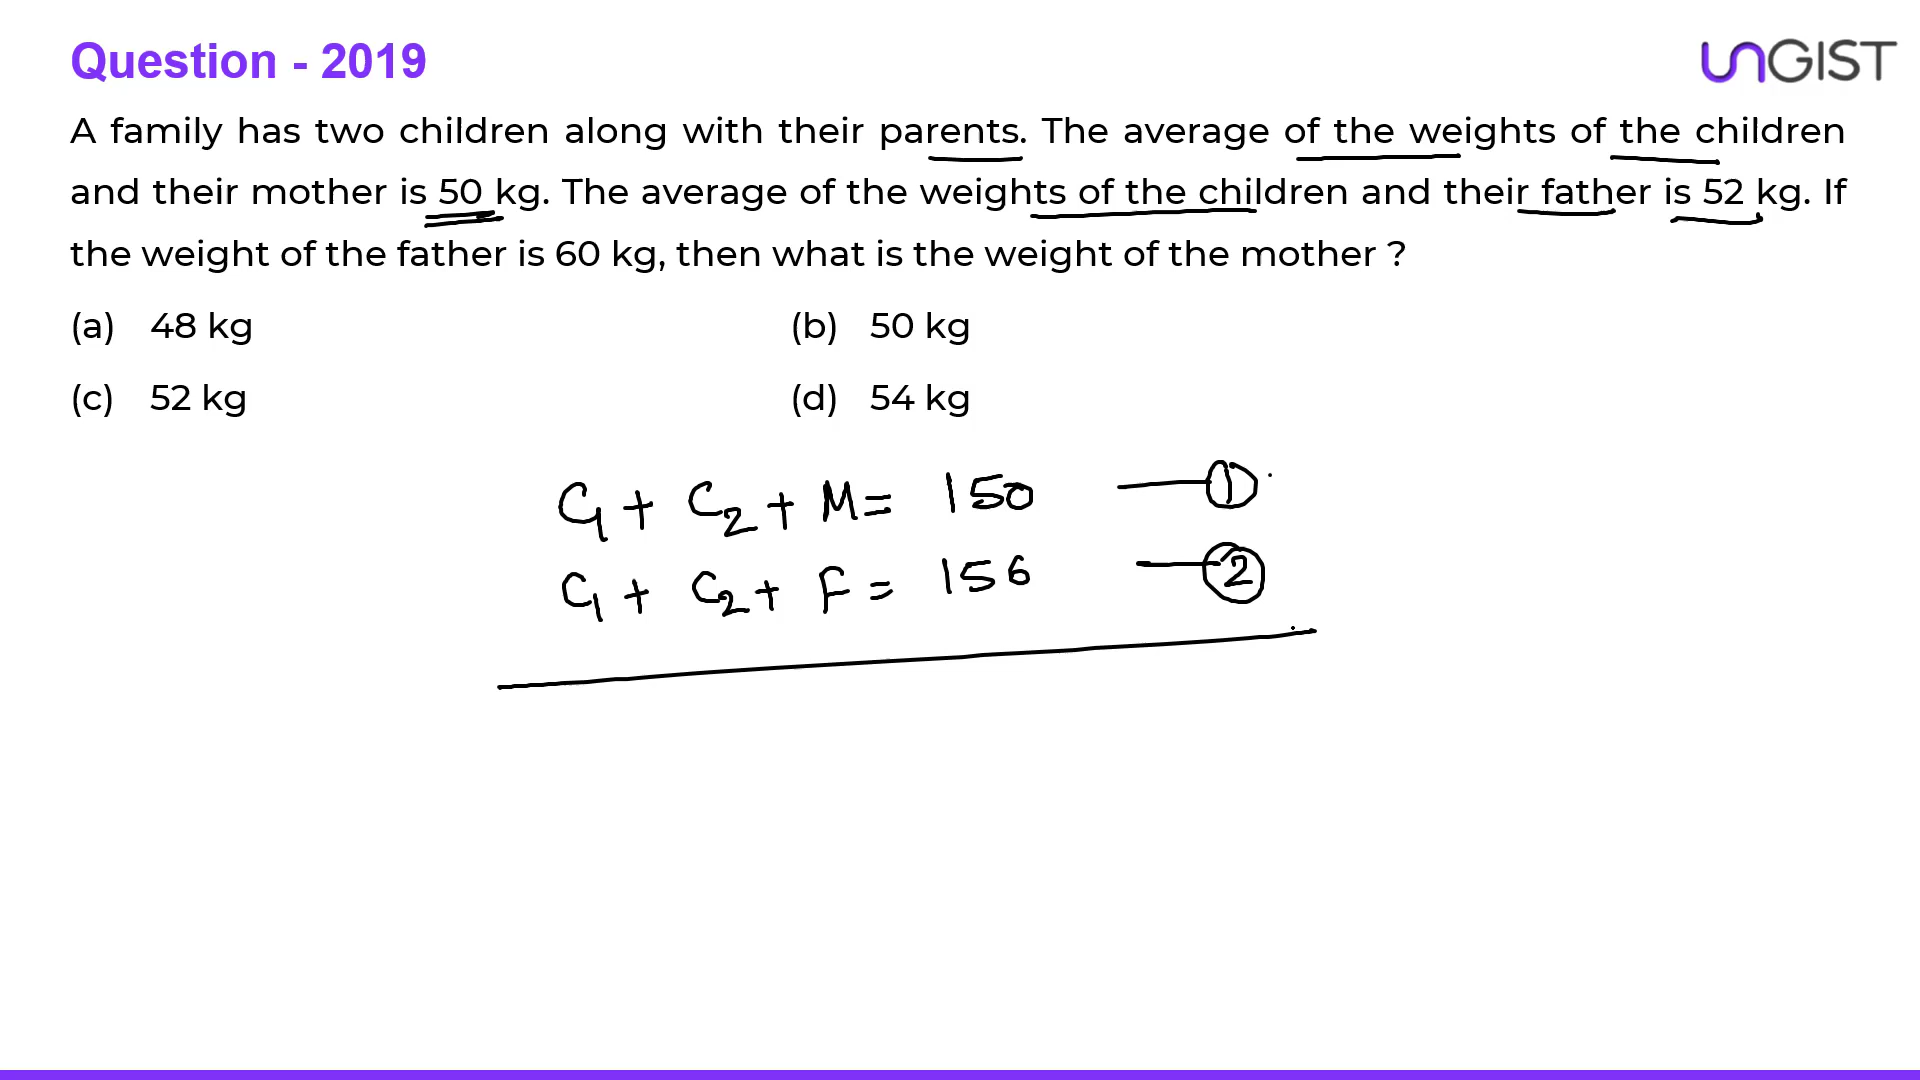 Question - 2019
UNGIST
A family has two children along with their parents. The average of the weights of the children
and their mother is 50 kg. The average of the weights of the children and their father is 52 kg. If
the weight of the father is 60 kg, then what is the weight of the mother ?
(a) 48 kg (b) 50 kg
(c) 52 kg (d) 54 kg
C1 + C2 + M = 150 — 1
C1 + C2 + F = 156 — 2